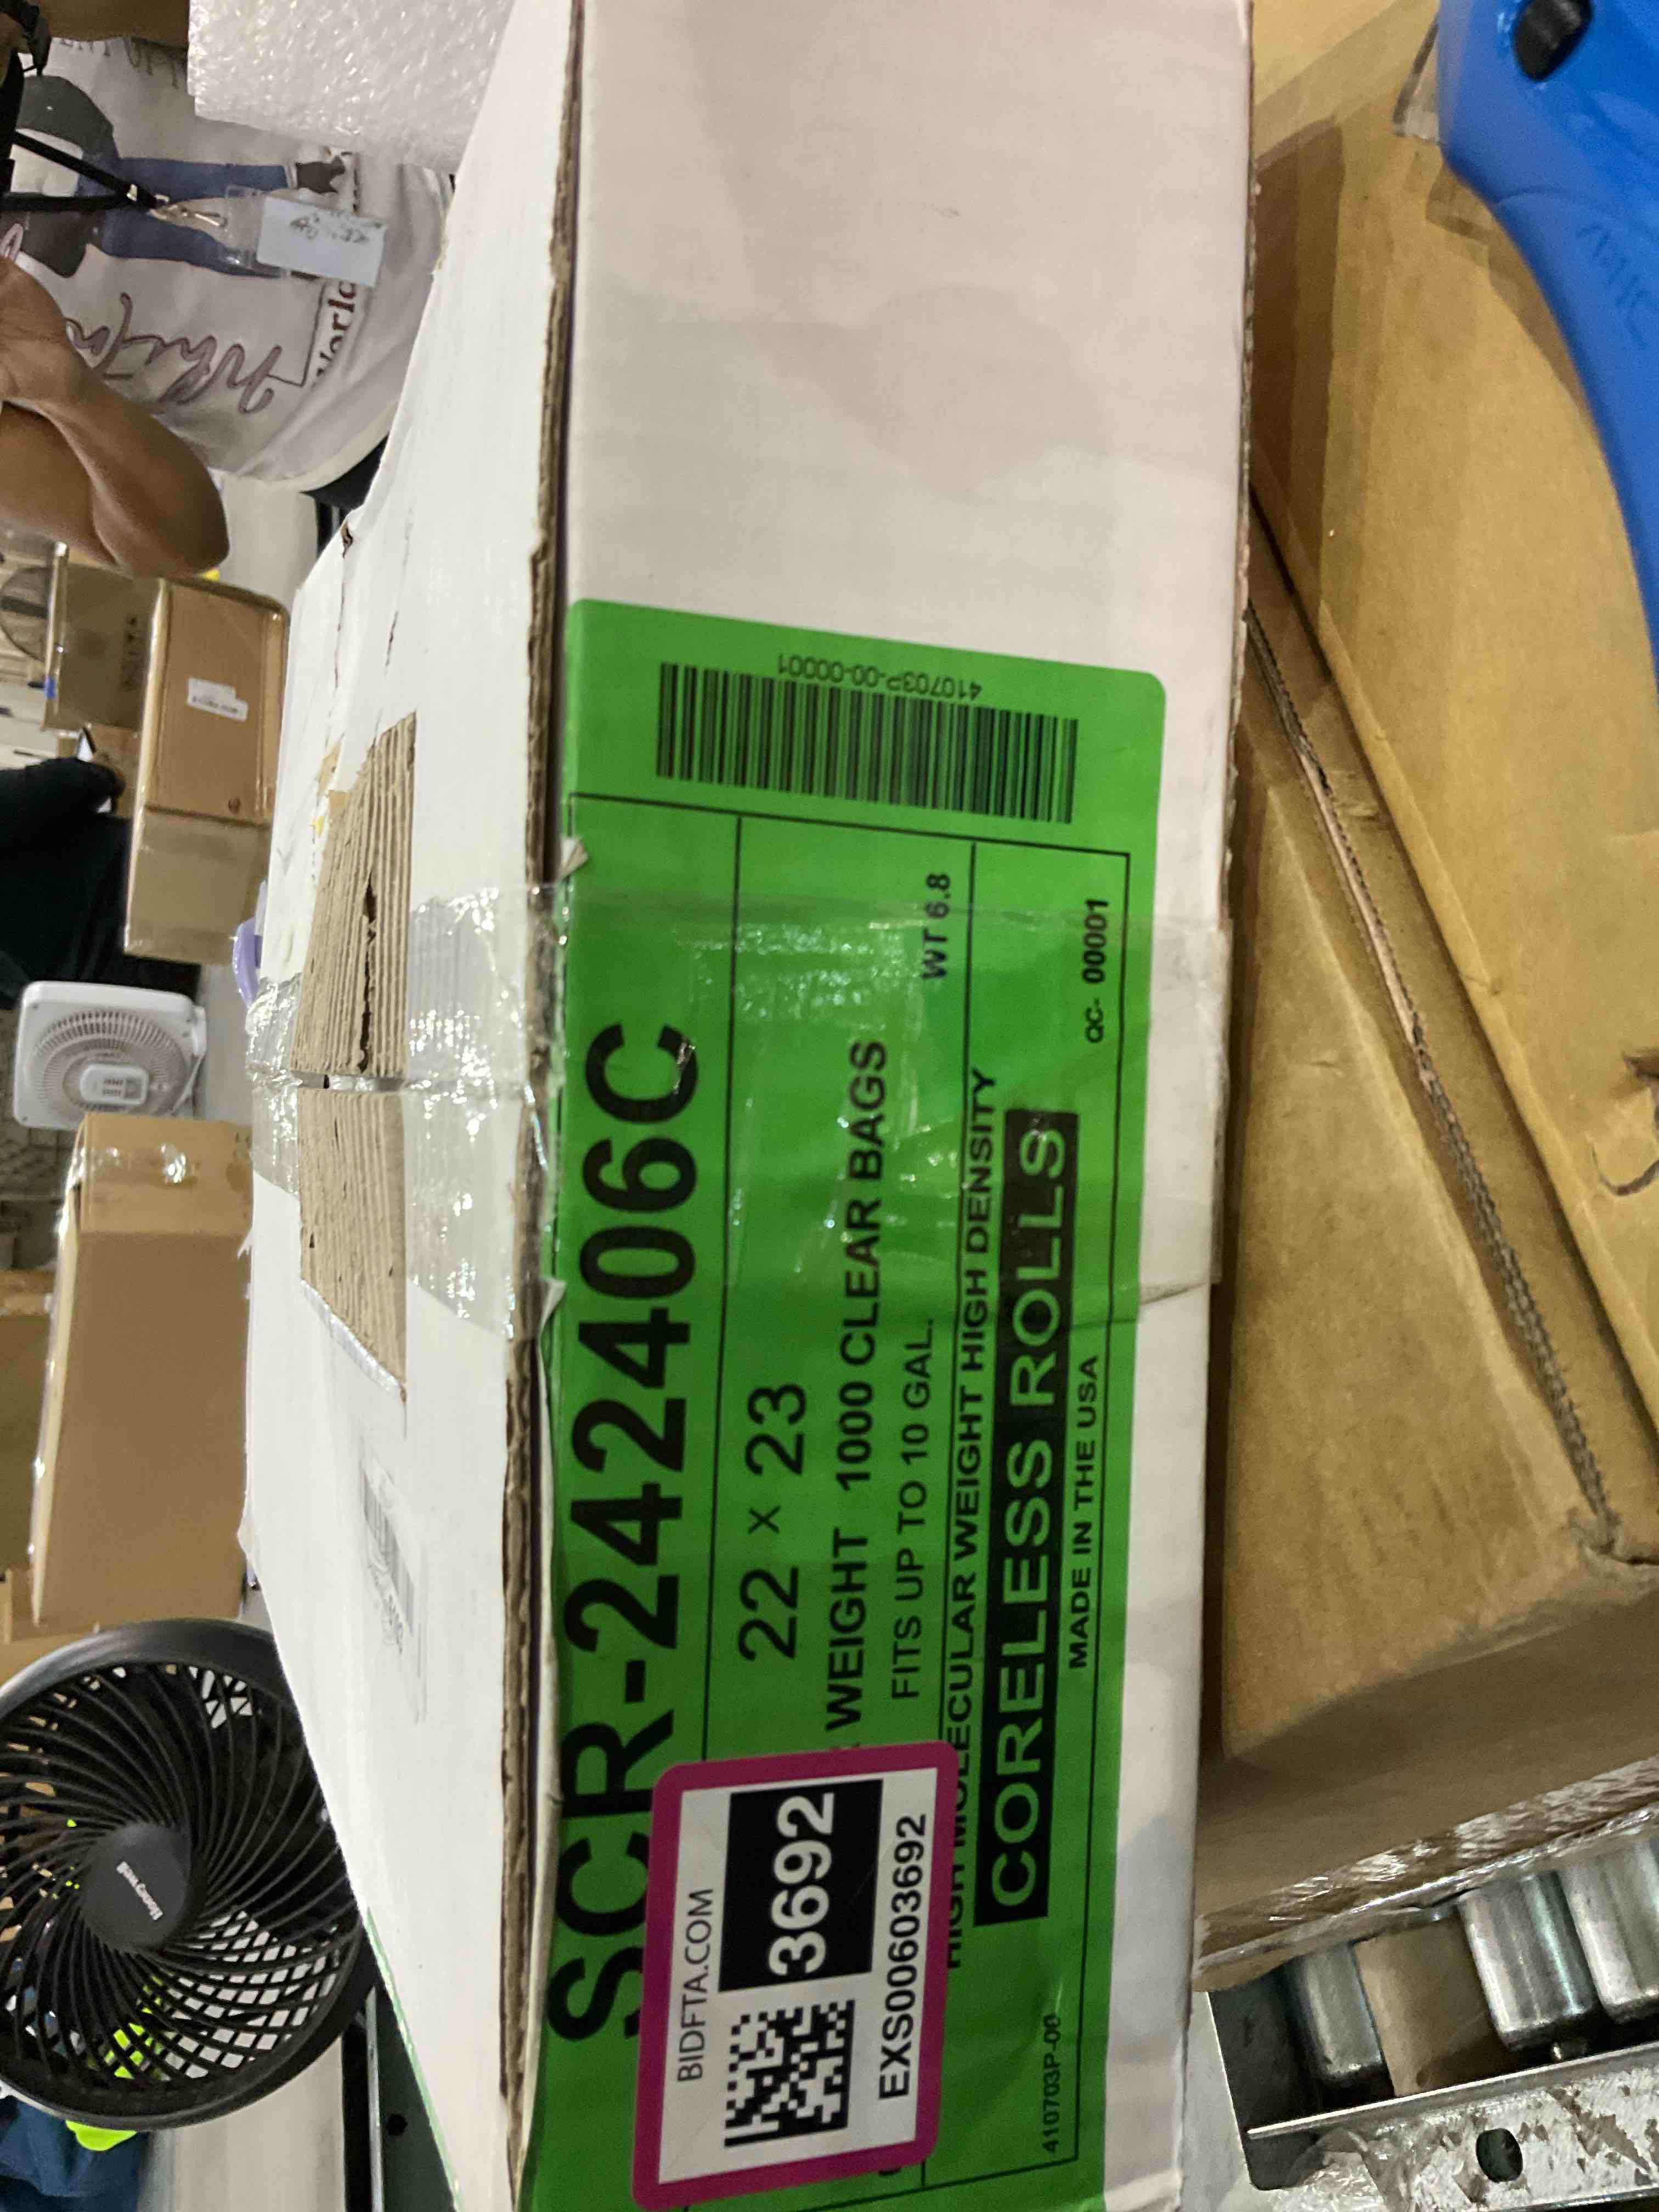 SCR-242406C
22 x 23
WEIGHT 1000 CLEAR BAGS
FITS UP TO 10 GAL.
WT 6.8
HIGH MOLECULAR WEIGHT HIGH DENSITY
CORELESS ROLLS
MADE IN THE USA
QC- 00001
410703P-00
410703P-00-00001
BIDFTA.COM
3692
EXS00603692
Honeywell
World